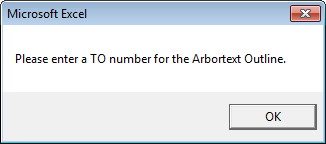 Microsoft Excel
Please enter a TO number for the Arbortext Outline.
OK